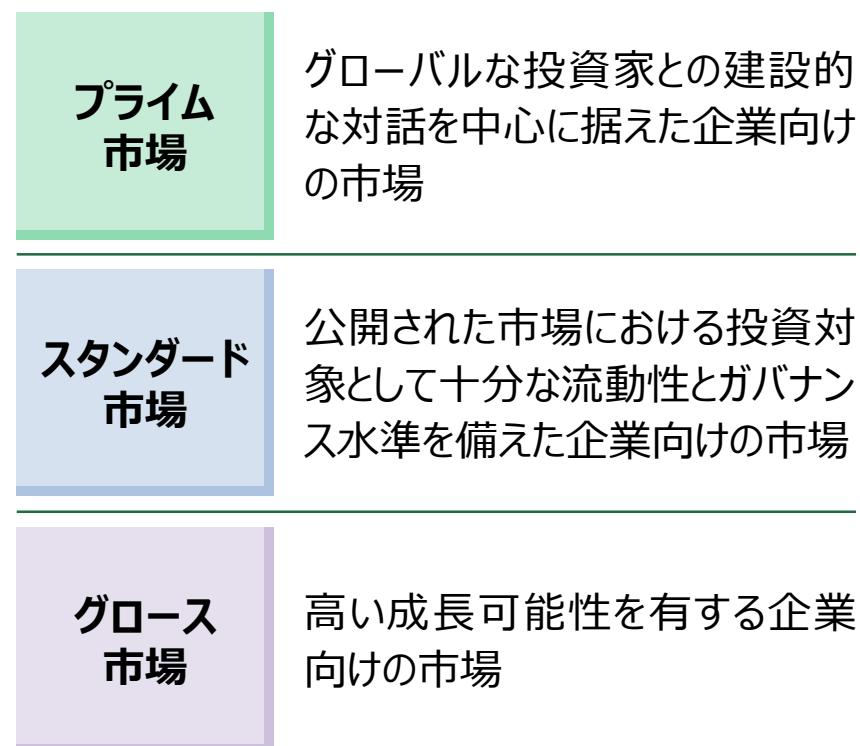 プライム
市場
グローバルな投資家との建設的
な対話を中心に据えた企業向け
の市場
スタンダード
市場
公開された市場における投資対
象として十分な流動性とガバナン
ス水準を備えた企業向けの市場
グロース
市場
高い成長可能性を有する企業
向けの市場